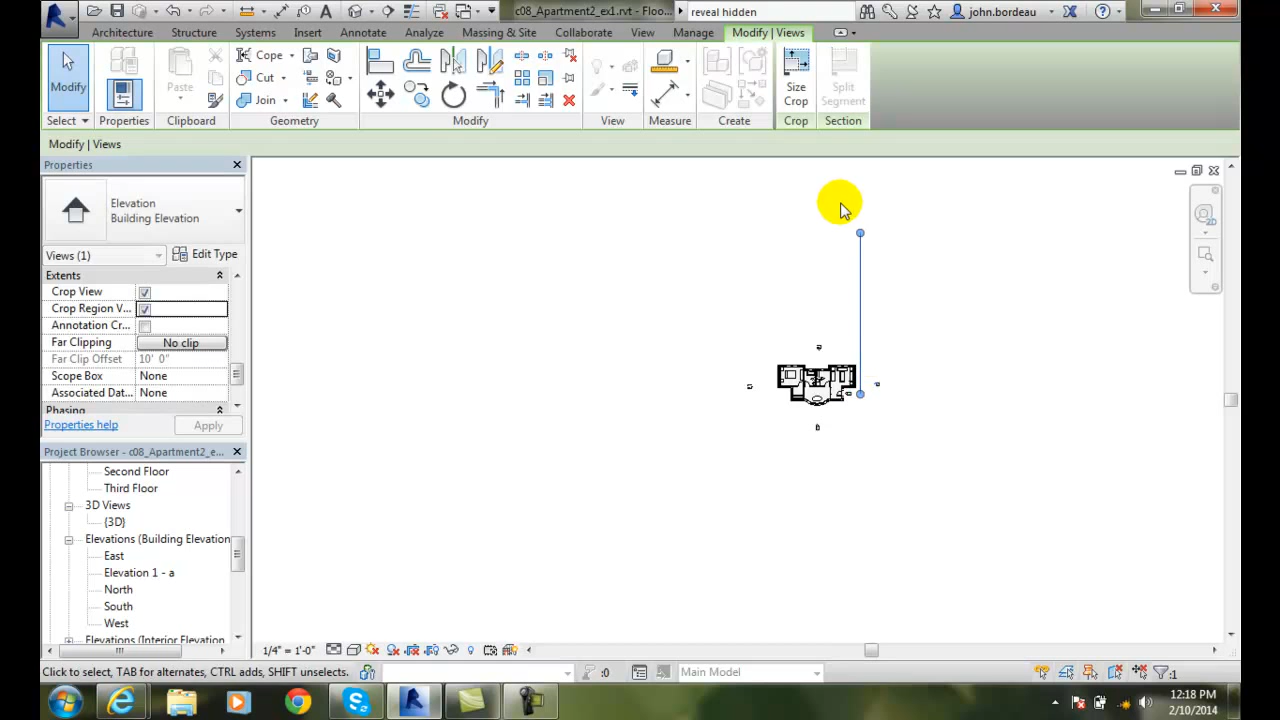 c08_Apartment2_ex1.rvt - Floo...
reveal hidden
john.bordeau
Architecture
Structure
Systems
Insert
Annotate
Analyze
Massing & Site
Collaborate
View
Manage
Modify | Views
Modify
Paste
Cope
Cut
Join
Size
Crop
Split
Segment
Select
Properties
Clipboard
Geometry
Modify
View
Measure
Create
Crop
Section
Modify | Views
Properties
Elevation
Building Elevation
Views (1)
Edit Type
Extents
Crop View
Crop Region V...
Annotation Cr...
Far Clipping
No clip
Far Clip Offset
10' 0"
Scope Box
None
Associated Dat...
None
Phasing
Properties help
Apply
Project Browser - c08_Apartment2_e...
Second Floor
Third Floor
3D Views
{3D}
Elevations (Building Elevation
East
Elevation 1 - a
North
South
West
Elevations (Interior Elevation
2D
1/4" = 1'-0"
Click to select, TAB for alternates, CTRL adds, SHIFT unselects.
:0
Main Model
:1
12:18 PM
2/10/2014